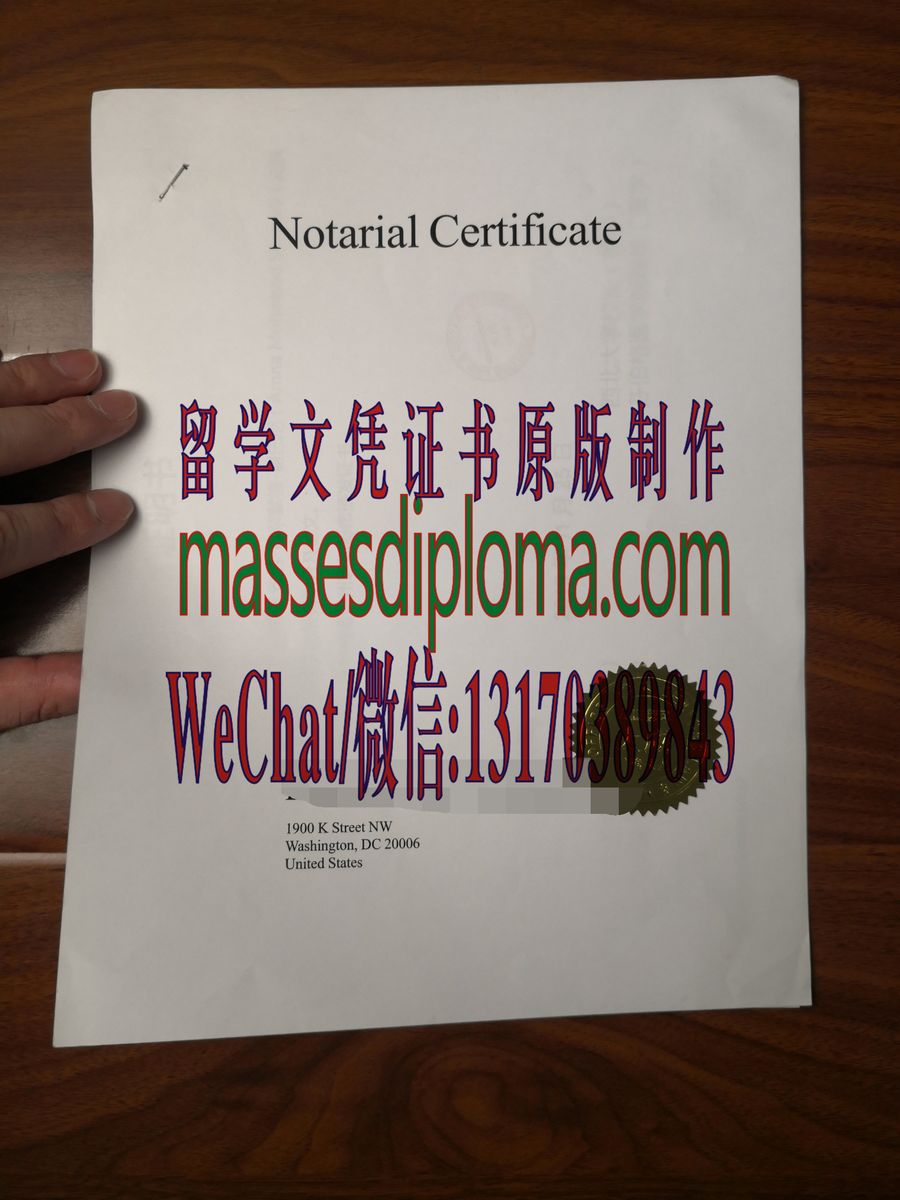 Notarial Certificate
留学文凭证书原版制作
massesdiploma.com
WeChat/微信:13170389843
1900 K Street NW
Washington, DC 20006
United States